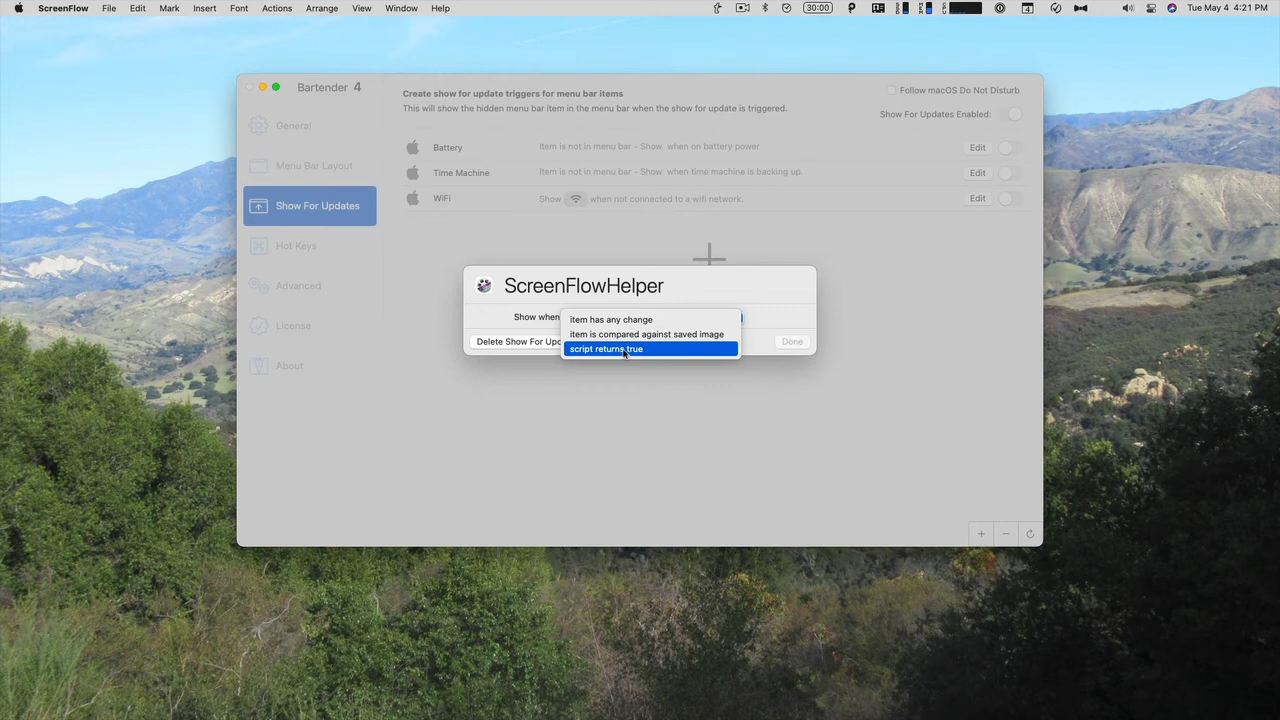 ScreenFlow File Edit Mark Insert Font Actions Arrange View Window Help 30:00 4 Tue May 4 4:21 PM
Bartender 4
General
Menu Bar Layout
Show For Updates
Hot Keys
Advanced
License
About
Create show for update triggers for menu bar items
This will show the hidden menu bar item in the menu bar when the show for update is triggered.
Follow macOS Do Not Disturb
Show For Updates Enabled:
Battery Item is not in menu bar - Show when on battery power Edit
Time Machine Item is not in menu bar - Show when time machine is backing up. Edit
WiFi Show when not connected to a wifi network. Edit
ScreenFlowHelper
Show when
item has any change
item is compared against saved image
script returns true
Delete Show For Upd
Done